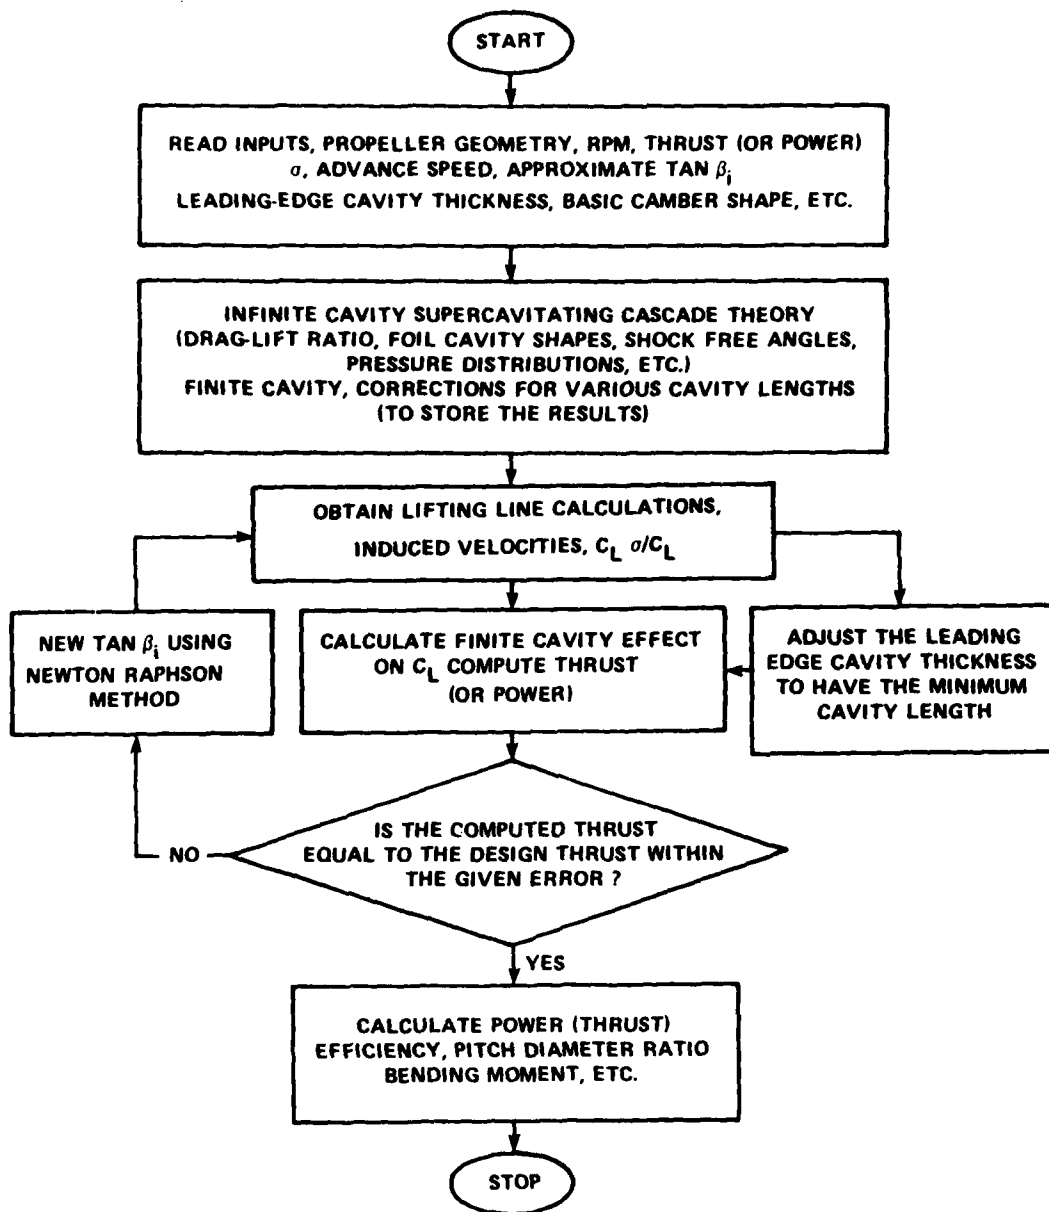 START
READ INPUTS, PROPELLER GEOMETRY, RPM, THRUST (OR POWER)
σ, ADVANCE SPEED, APPROXIMATE TAN βi
LEADING-EDGE CAVITY THICKNESS, BASIC CAMBER SHAPE, ETC.
INFINITE CAVITY SUPERCAVITATING CASCADE THEORY
(DRAG-LIFT RATIO, FOIL CAVITY SHAPES, SHOCK FREE ANGLES,
PRESSURE DISTRIBUTIONS, ETC.)
FINITE CAVITY, CORRECTIONS FOR VARIOUS CAVITY LENGTHS
(TO STORE THE RESULTS)
OBTAIN LIFTING LINE CALCULATIONS,
INDUCED VELOCITIES, CL σ/CL
NEW TAN βi USING
NEWTON RAPHSON
METHOD
CALCULATE FINITE CAVITY EFFECT
ON CL COMPUTE THRUST
(OR POWER)
ADJUST THE LEADING
EDGE CAVITY THICKNESS
TO HAVE THE MINIMUM
CAVITY LENGTH
IS THE COMPUTED THRUST
EQUAL TO THE DESIGN THRUST WITHIN
THE GIVEN ERROR ?
NO
YES
CALCULATE POWER (THRUST)
EFFICIENCY, PITCH DIAMETER RATIO
BENDING MOMENT, ETC.
STOP